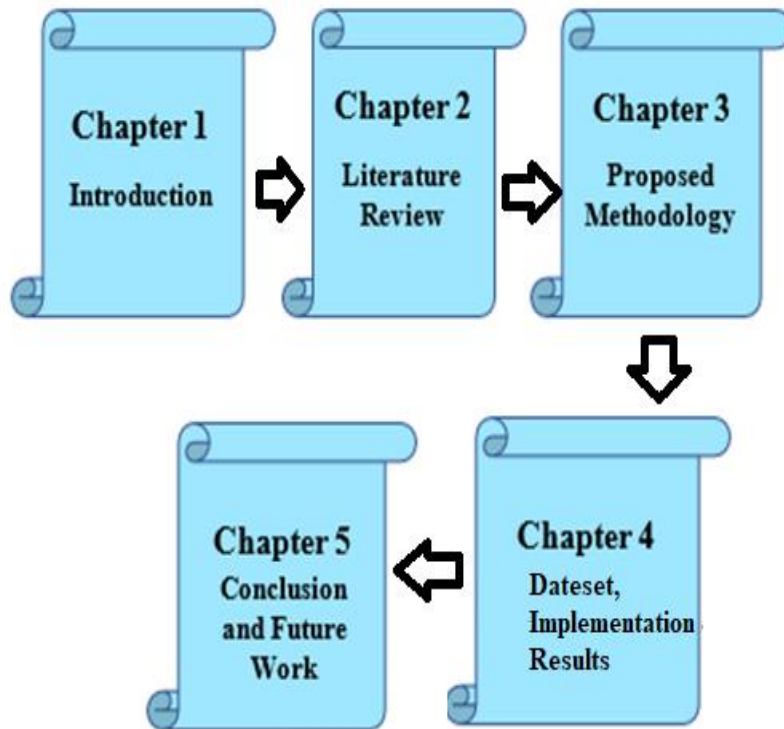 Chapter 1
Introduction
Chapter 2
Literature
Review
Chapter 3
Proposed
Methodology
Chapter 4
Dateset,
Implementation
Results
Chapter 5
Conclusion
and Future
Work